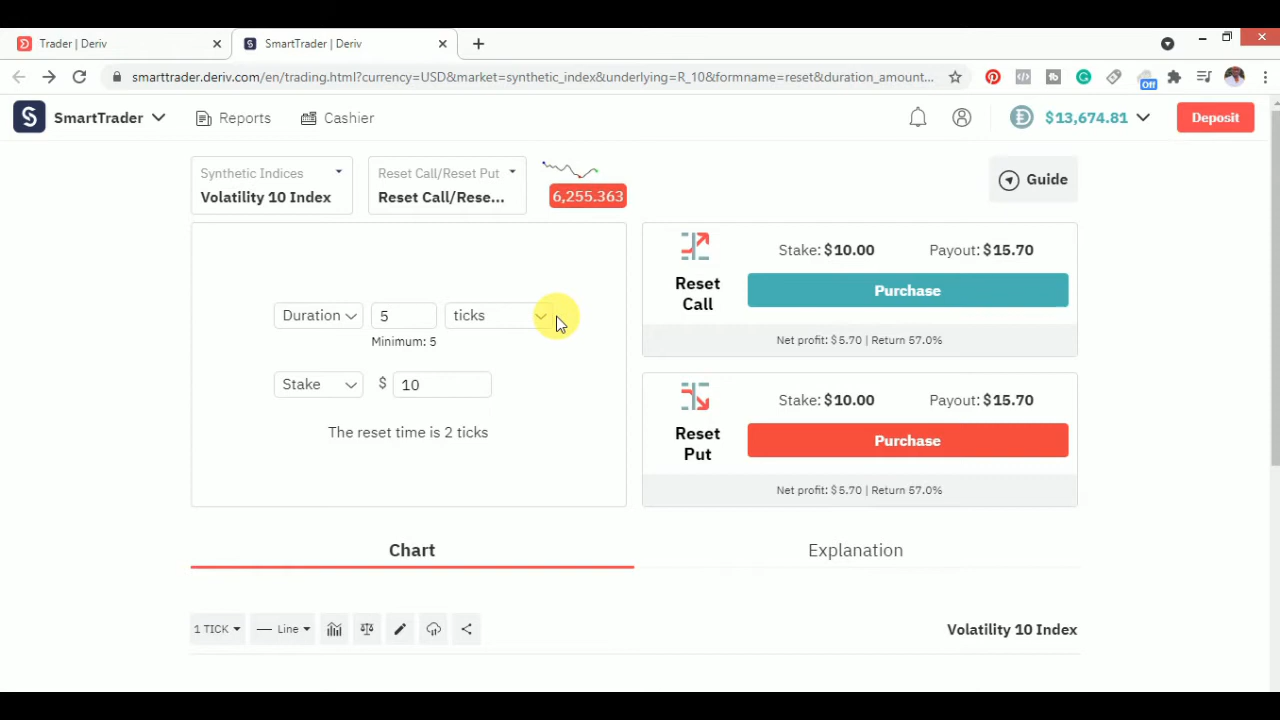 Trader | Deriv
SmartTrader | Deriv
smarttrader.deriv.com/en/trading.html?currency=USD&market=synthetic_index&underlying=R_10&formname=reset&duration_amount...
Off
SmartTrader
Reports
Cashier
$13,674.81
Deposit
Synthetic Indices
Volatility 10 Index
Reset Call/Reset Put
Reset Call/Rese...
6,255.363
Guide
Duration
5
ticks
Minimum: 5
Stake
$
10
The reset time is 2 ticks
Reset
Call
Stake: $10.00
Payout: $15.70
Purchase
Net profit: $5.70 | Return 57.0%
Reset
Put
Stake: $10.00
Payout: $15.70
Purchase
Net profit: $5.70 | Return 57.0%
Chart
Explanation
1 TICK
Line
Volatility 10 Index